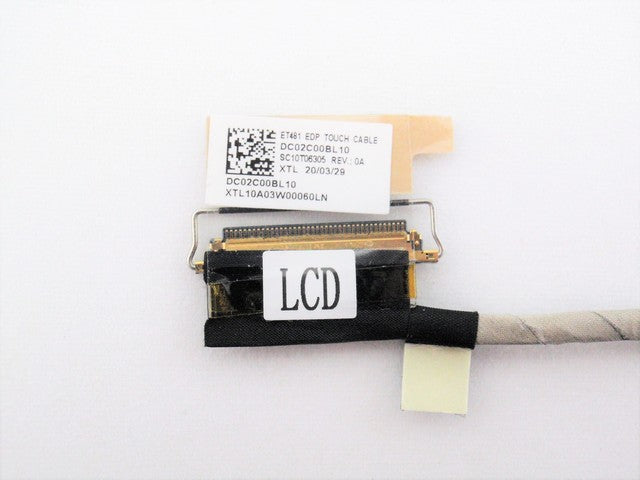 ET481 EDP TOUCH CABLE
DC02C00BL10
SC10T06305 REV.: 0A
XTL 20/03/29
DC02C00BL10
XTL10A03W00060LN
LCD